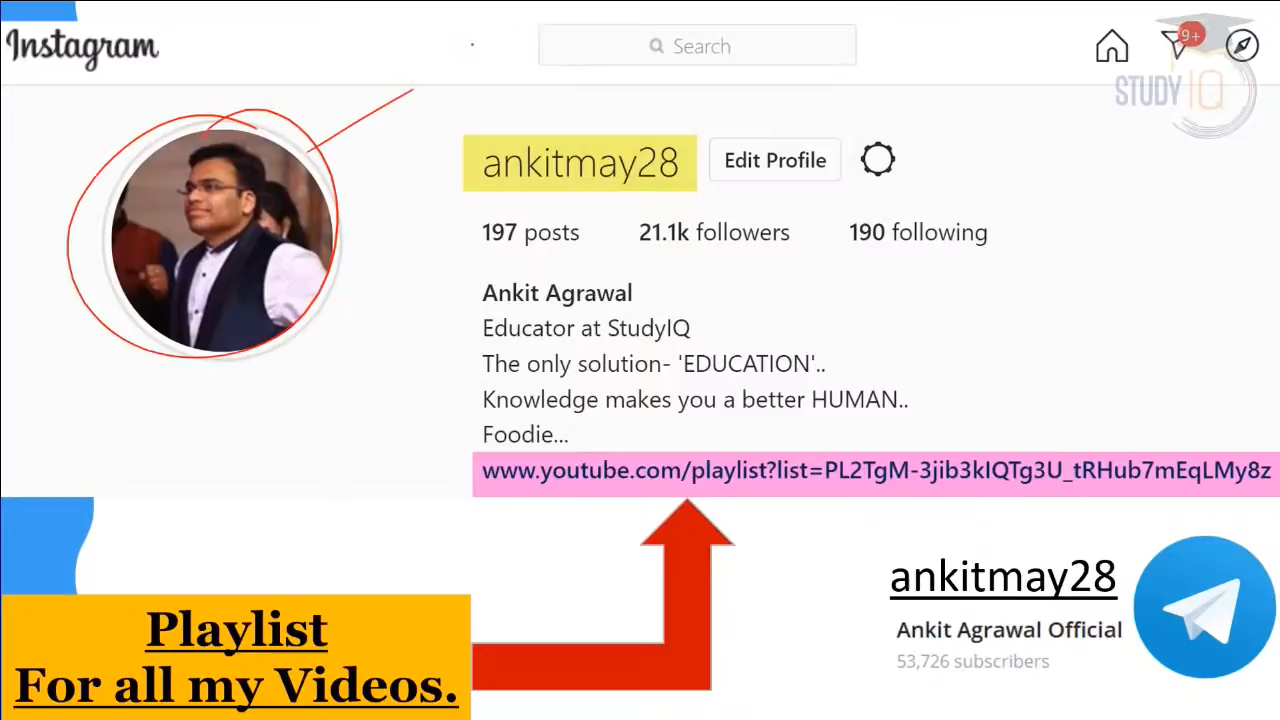 Instagram
Search
9+
STUDY IQ
ankitmay28
Edit Profile
197 posts 21.1k followers 190 following
Ankit Agrawal
Educator at StudyIQ
The only solution- 'EDUCATION'..
Knowledge makes you a better HUMAN..
Foodie...
www.youtube.com/playlist?list=PL2TgM-3jib3kIQTg3U_tRHub7mEqLMy8z
ankitmay28
Ankit Agrawal Official
53,726 subscribers
Playlist
For all my Videos.